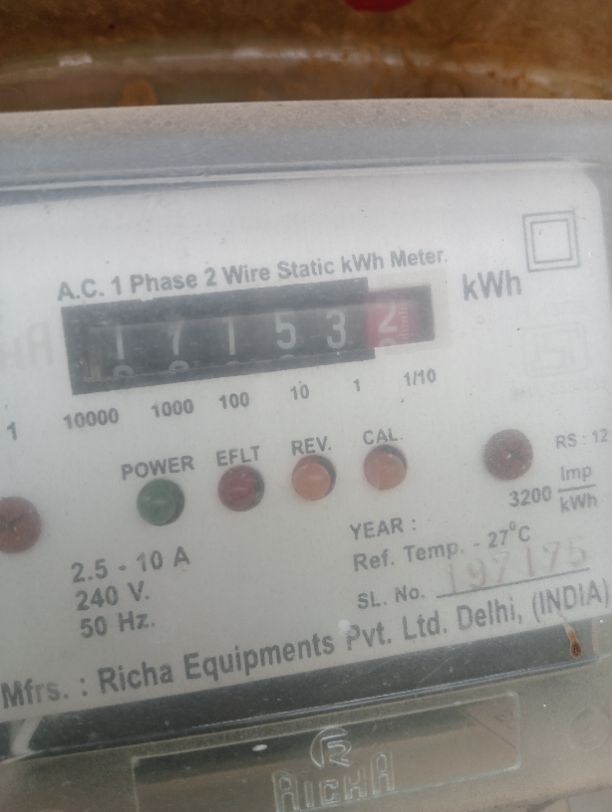 A.C. 1 Phase 2 Wire Static kWh Meter.
1 7 1 5 3 2
kWh
1
10000 1000 100 10 1 1/10
POWER EFLT REV. CAL.
RS : 12
3200 Imp
kWh
2.5 - 10 A
240 V.
50 Hz.
YEAR :
Ref. Temp. - 27°C
SL. No. 197175
Mfrs. : Richa Equipments Pvt. Ltd. Delhi, (INDIA)
RICHA